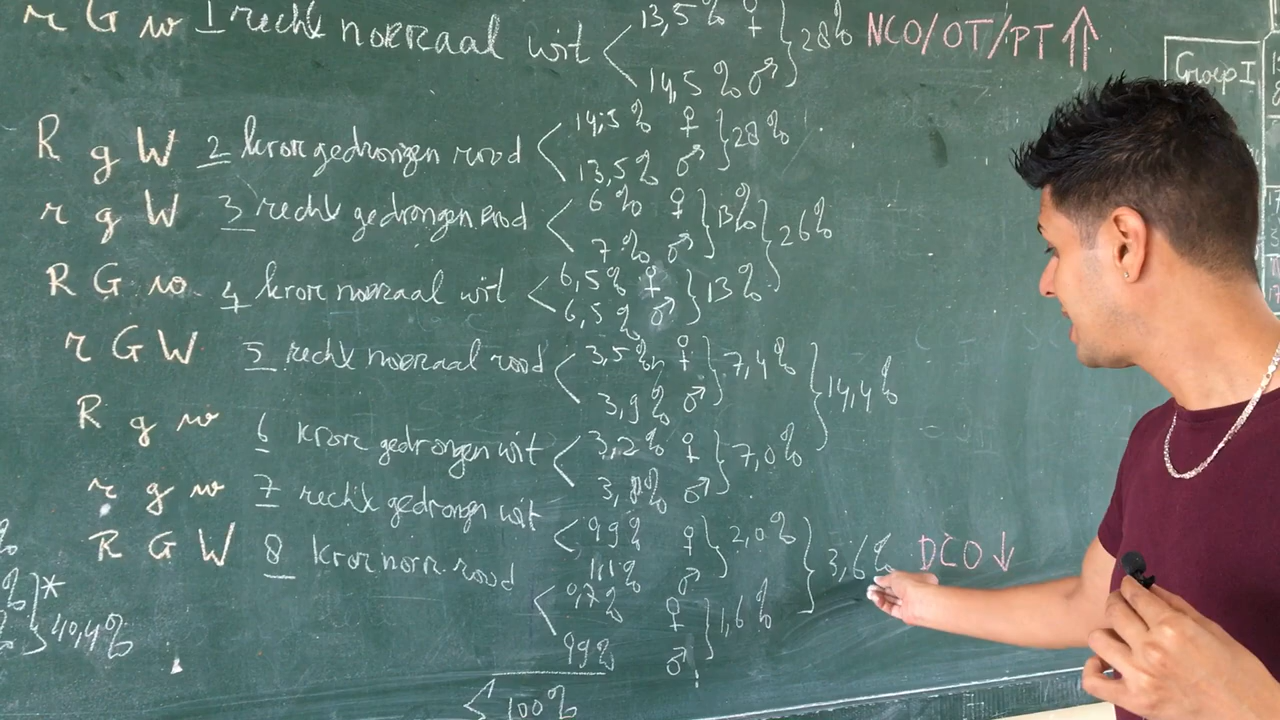 r G w 1 recht normaal wit < 13,5% ♀ 14,5% ♂ } 28% NCO/OT/PT ↑
Groep I
R g W 2 krom gedrongen rood < 14,5% ♀ 13,5% ♂ } 28%
r g W 3 recht gedrongen rood < 6% ♀ 7% ♂ } 13% } 26%
R G w 4 krom normaal wit < 6,5% ♀ 6,5% ♂ } 13%
r G W 5 recht normaal rood < 3,5% ♀ 3,9% ♂ } 7,4% } 14,4%
R g w 6 krom gedrongen wit < 3,2% ♀ 3,8% ♂ } 7,0%
r g w 7 recht gedrongen wit < 0,9% ♀ 1,1% ♂ } 2,0% } 3,6% DCO ↓
R G W 8 krom norm. rood < 0,7% ♀ 0,9% ♂ } 1,6%
%
% ]*
% } 40,4%
100%